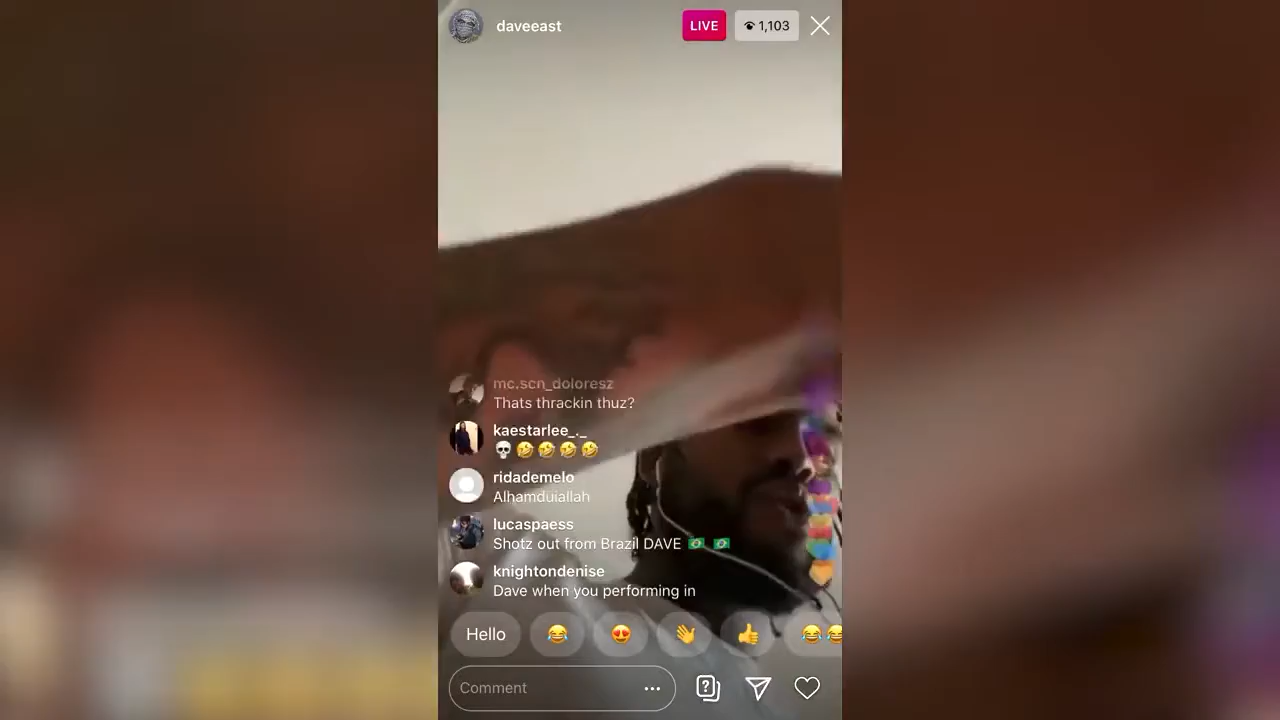 daveeast
LIVE
1,103
mc.scn_doloresz
Thats thrackin thuz?
kaestarlee_._
💀🤣🤣🤣🤣
ridademelo
Alhamduiallah
lucaspaess
Shotz out from Brazil DAVE 🇧🇷 🇧🇷
knightondenise
Dave when you performing in
Hello
Comment